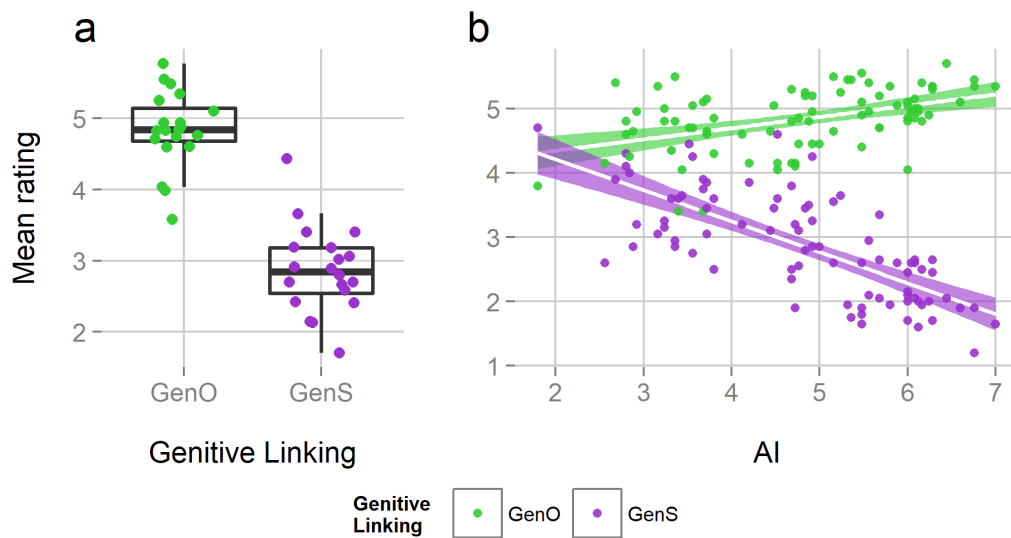 a
b
Mean rating
5
4
3
2
GenO GenS
Genitive Linking
5
4
3
2
1
2 3 4 5 6 7
AI
Genitive
Linking
GenO GenS